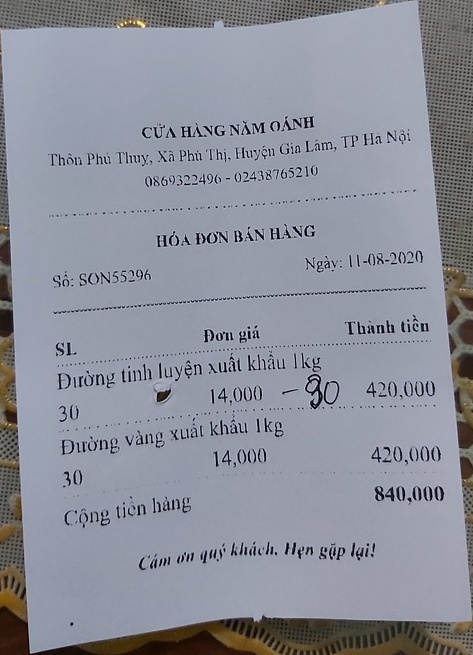 CỬA HÀNG NĂM OÁNH
Thôn Phú Thuỵ, Xã Phú Thị, Huyện Gia Lâm, TP Hà Nội
0869322496 - 02438765210
HÓA ĐƠN BÁN HÀNG
Số: SON55296 Ngày: 11-08-2020
SL Đơn giá Thành tiền
Đường tinh luyện xuất khẩu 1kg
30 14,000 - 30 420,000
Đường vàng xuất khẩu 1kg
30 14,000 420,000
Cộng tiền hàng 840,000
Cám ơn quý khách. Hẹn gặp lại!